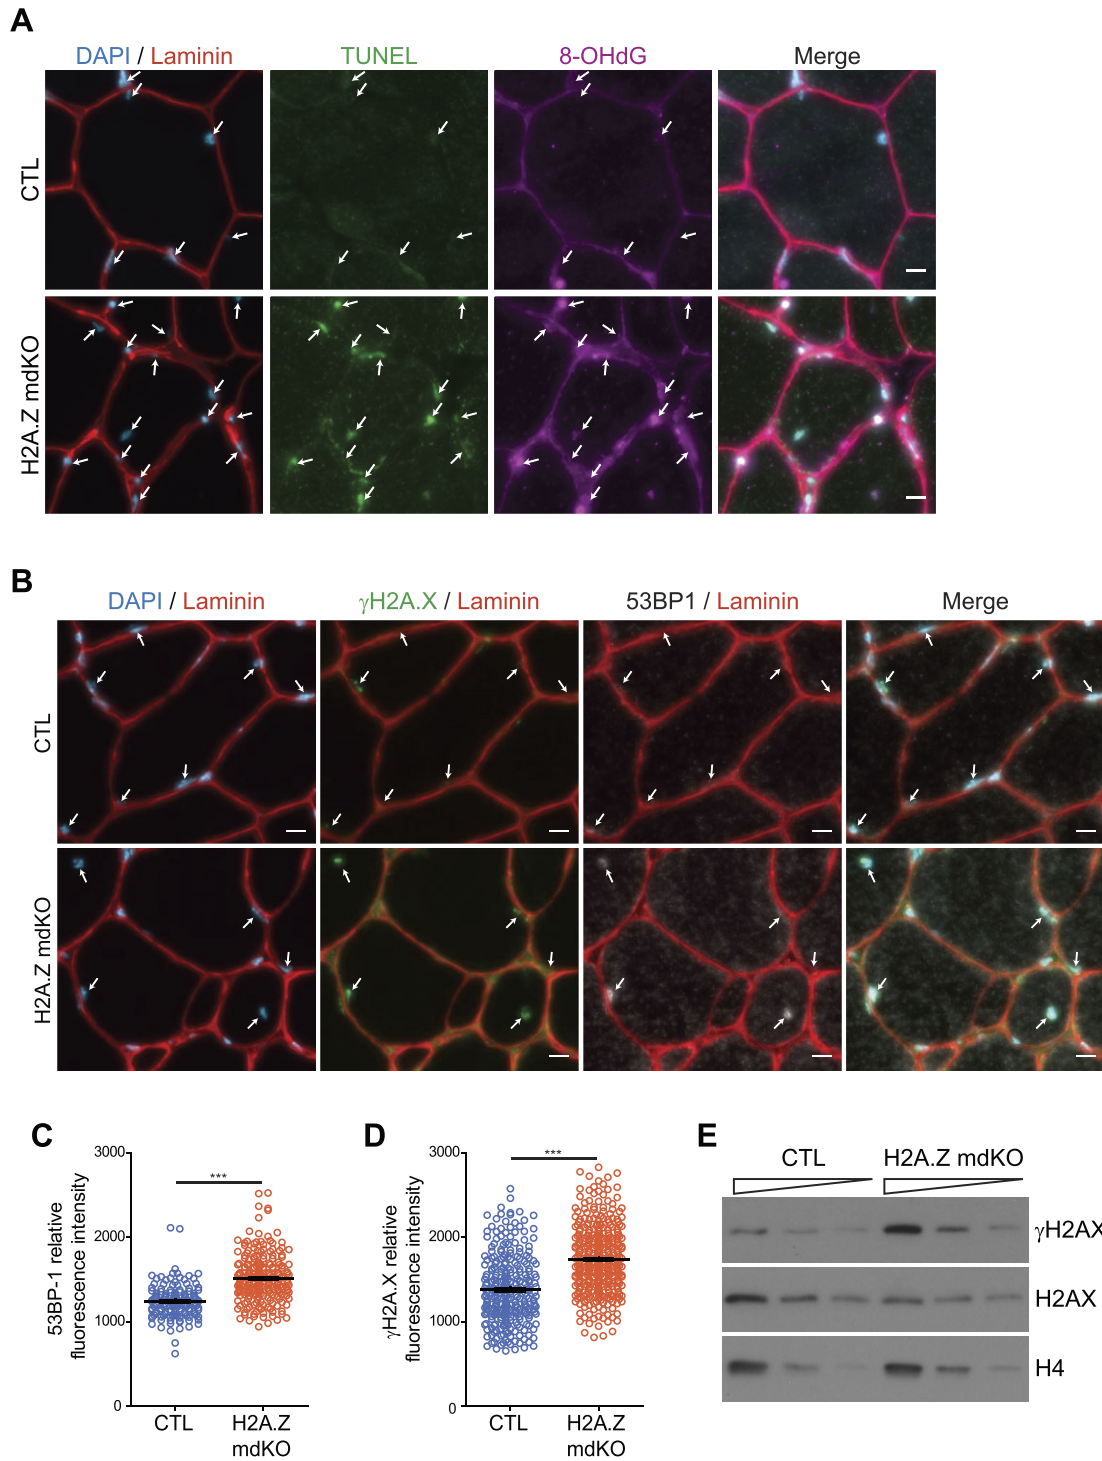 A
DAPI / Laminin
TUNEL
8-OHdG
Merge
CTL
H2A.Z mdKO
B
DAPI / Laminin
γH2A.X / Laminin
53BP1 / Laminin
Merge
CTL
H2A.Z mdKO
C
53BP-1 relative
fluorescence intensity
3000
2000
1000
0
***
CTL
H2A.Z
mdKO
D
γH2A.X relative
fluorescence intensity
3000
2000
1000
0
***
CTL
H2A.Z
mdKO
E
CTL
H2A.Z mdKO
γH2AX
H2AX
H4